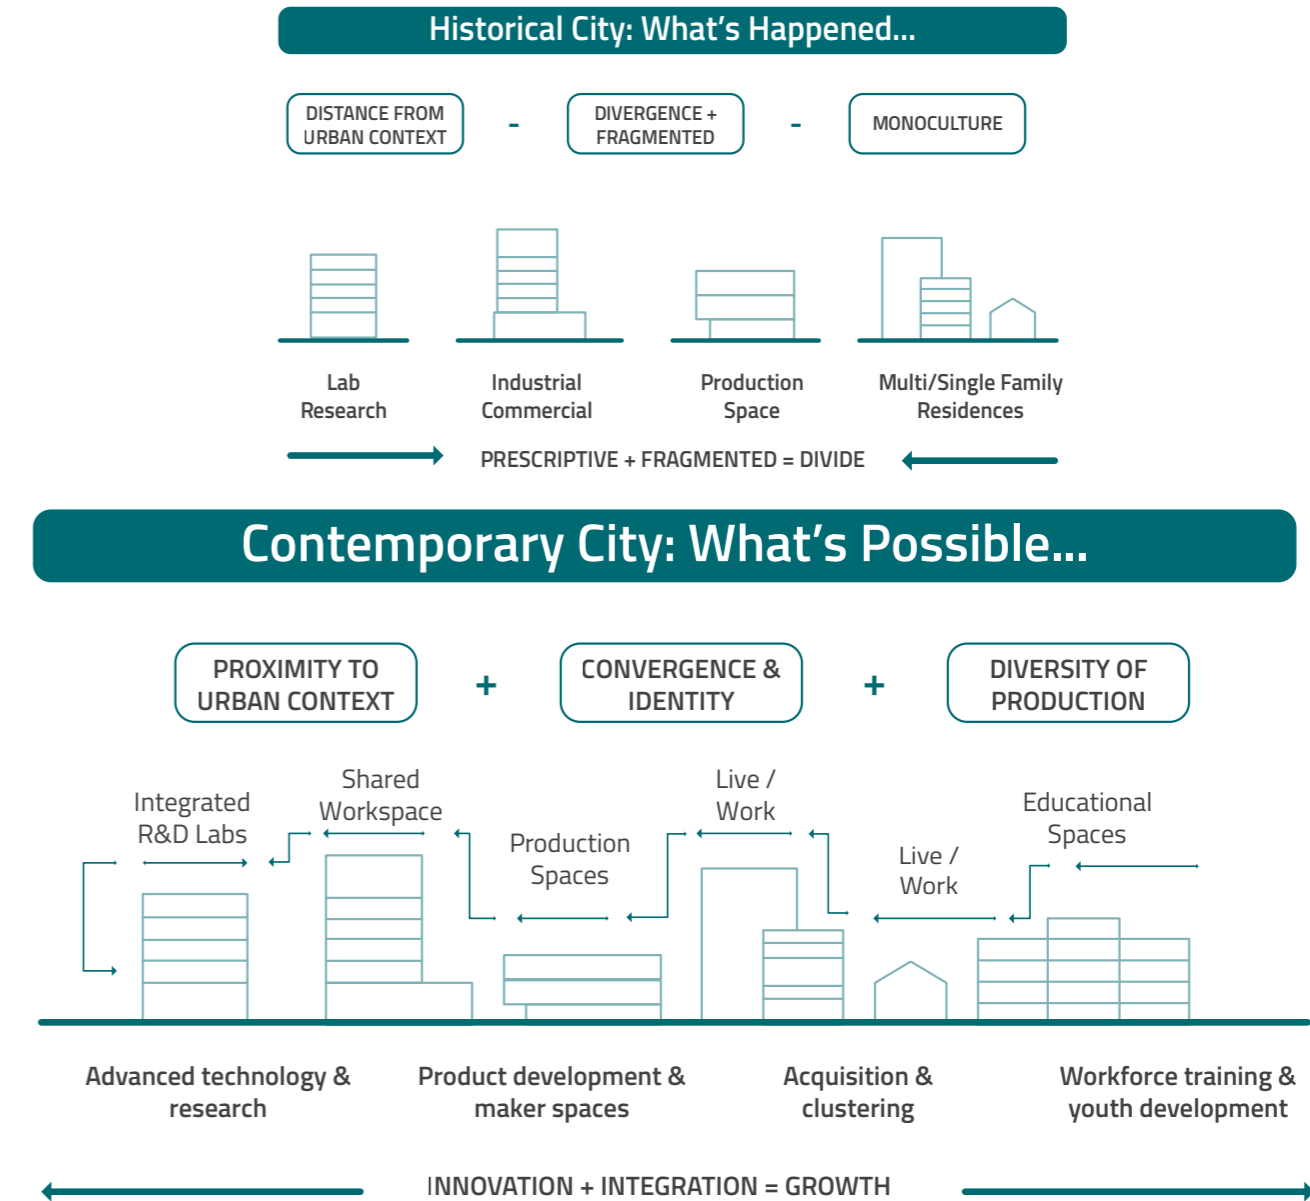 Historical City: What's Happened...
DISTANCE FROM
URBAN CONTEXT
-
DIVERGENCE +
FRAGMENTED
-
MONOCULTURE
Lab
Research
Industrial
Commercial
Production
Space
Multi/Single Family
Residences
PRESCRIPTIVE + FRAGMENTED = DIVIDE
Contemporary City: What's Possible...
PROXIMITY TO
URBAN CONTEXT
+
CONVERGENCE &
IDENTITY
+
DIVERSITY OF
PRODUCTION
Integrated
R&D Labs
Shared
Workspace
Production
Spaces
Live /
Work
Live /
Work
Educational
Spaces
Advanced technology &
research
Product development &
maker spaces
Acquisition &
clustering
Workforce training &
youth development
INNOVATION + INTEGRATION = GROWTH